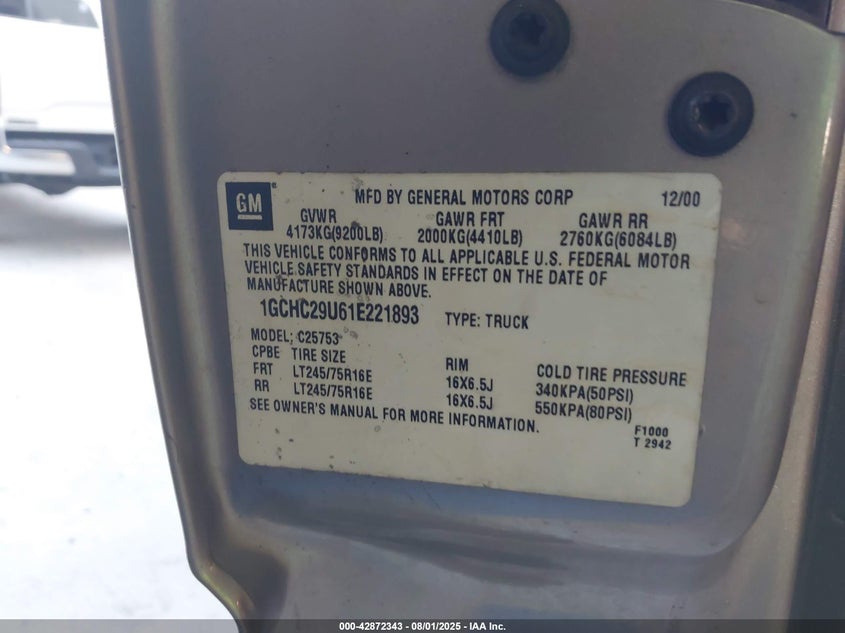 GM
MFD BY GENERAL MOTORS CORP 12/00
GVWR GAWR FRT GAWR RR
4173KG(9200LB) 2000KG(4410LB) 2760KG(6084LB)
THIS VEHICLE CONFORMS TO ALL APPLICABLE U.S. FEDERAL MOTOR
VEHICLE SAFETY STANDARDS IN EFFECT ON THE DATE OF
MANUFACTURE SHOWN ABOVE.
1GCHC29U61E221893 TYPE: TRUCK
MODEL: C25753
CPBE TIRE SIZE RIM COLD TIRE PRESSURE
FRT LT245/75R16E 16X6.5J 340KPA(50PSI)
RR LT245/75R16E 16X6.5J 550KPA(80PSI)
SEE OWNER'S MANUAL FOR MORE INFORMATION.
F1000
T 2942
000-42872343 - 08/01/2025 - IAA Inc.